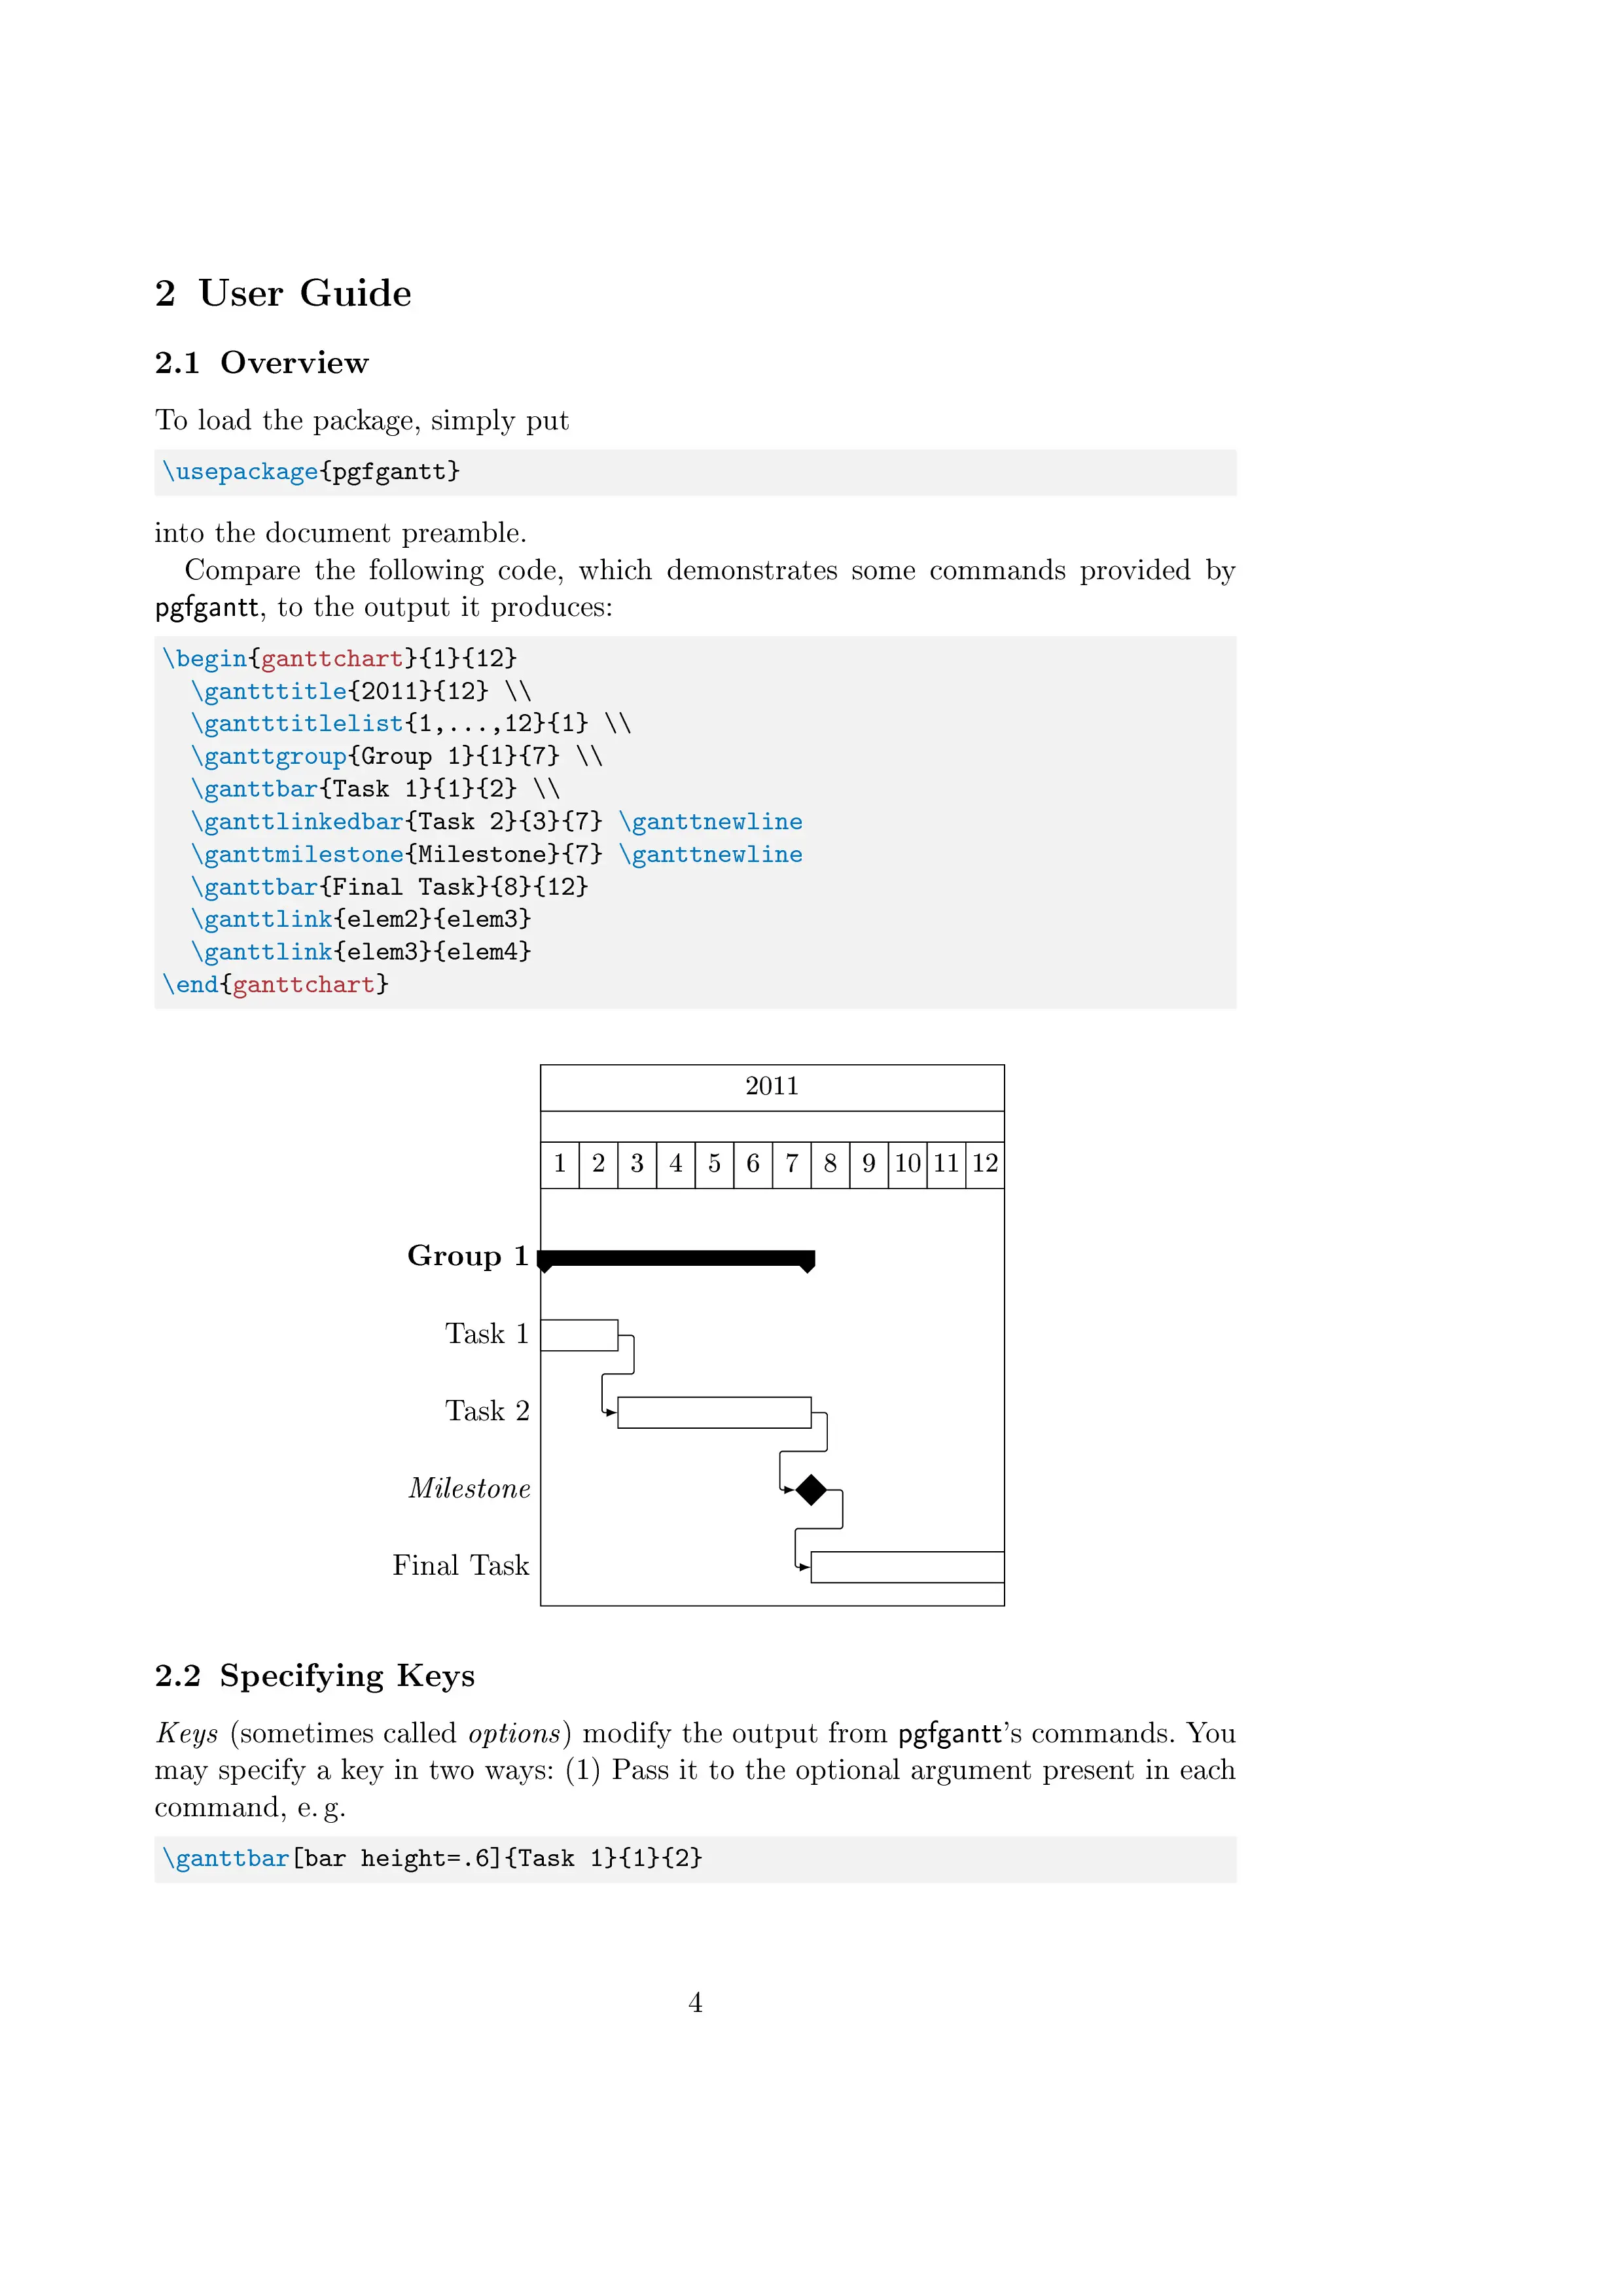 2 User Guide
2.1 Overview
To load the package, simply put
\usepackage{pgfgantt}
into the document preamble.
Compare the following code, which demonstrates some commands provided by
pgfgantt, to the output it produces:
\begin{ganttchart}{1}{12}
\gantttitle{2011}{12} \\
\gantttitlelist{1,...,12}{1} \\
\ganttgroup{Group 1}{1}{7} \\
\ganttbar{Task 1}{1}{2} \\
\ganttlinkedbar{Task 2}{3}{7} \ganttnewline
\ganttmilestone{Milestone}{7} \ganttnewline
\ganttbar{Final Task}{8}{12}
\ganttlink{elem2}{elem3}
\ganttlink{elem3}{elem4}
\end{ganttchart}
2011
1 2 3 4 5 6 7 8 9 10 11 12
Group 1
Task 1
Task 2
Milestone
Final Task
2.2 Specifying Keys
Keys (sometimes called options) modify the output from pgfgantt's commands. You
may specify a key in two ways: (1) Pass it to the optional argument present in each
command, e. g.
\ganttbar[bar height=.6]{Task 1}{1}{2}
4